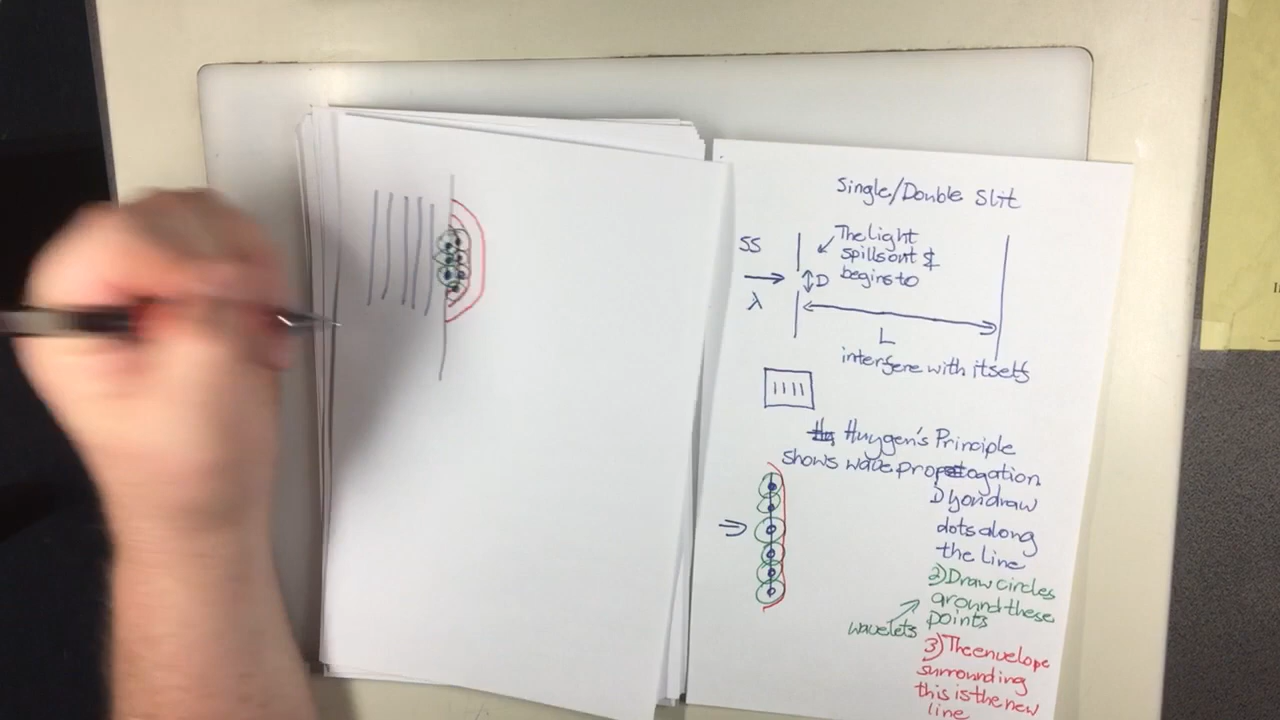 Single/Double Slit
SS
The light
spills out &
begins to
D
λ
L
interfere with itself
Huygen's Principle
shows wave propogation
1) you draw
dots along
the line
2) Draw circles
around these
points
wavelets
3) The envelope
surrounding
this is the new
line